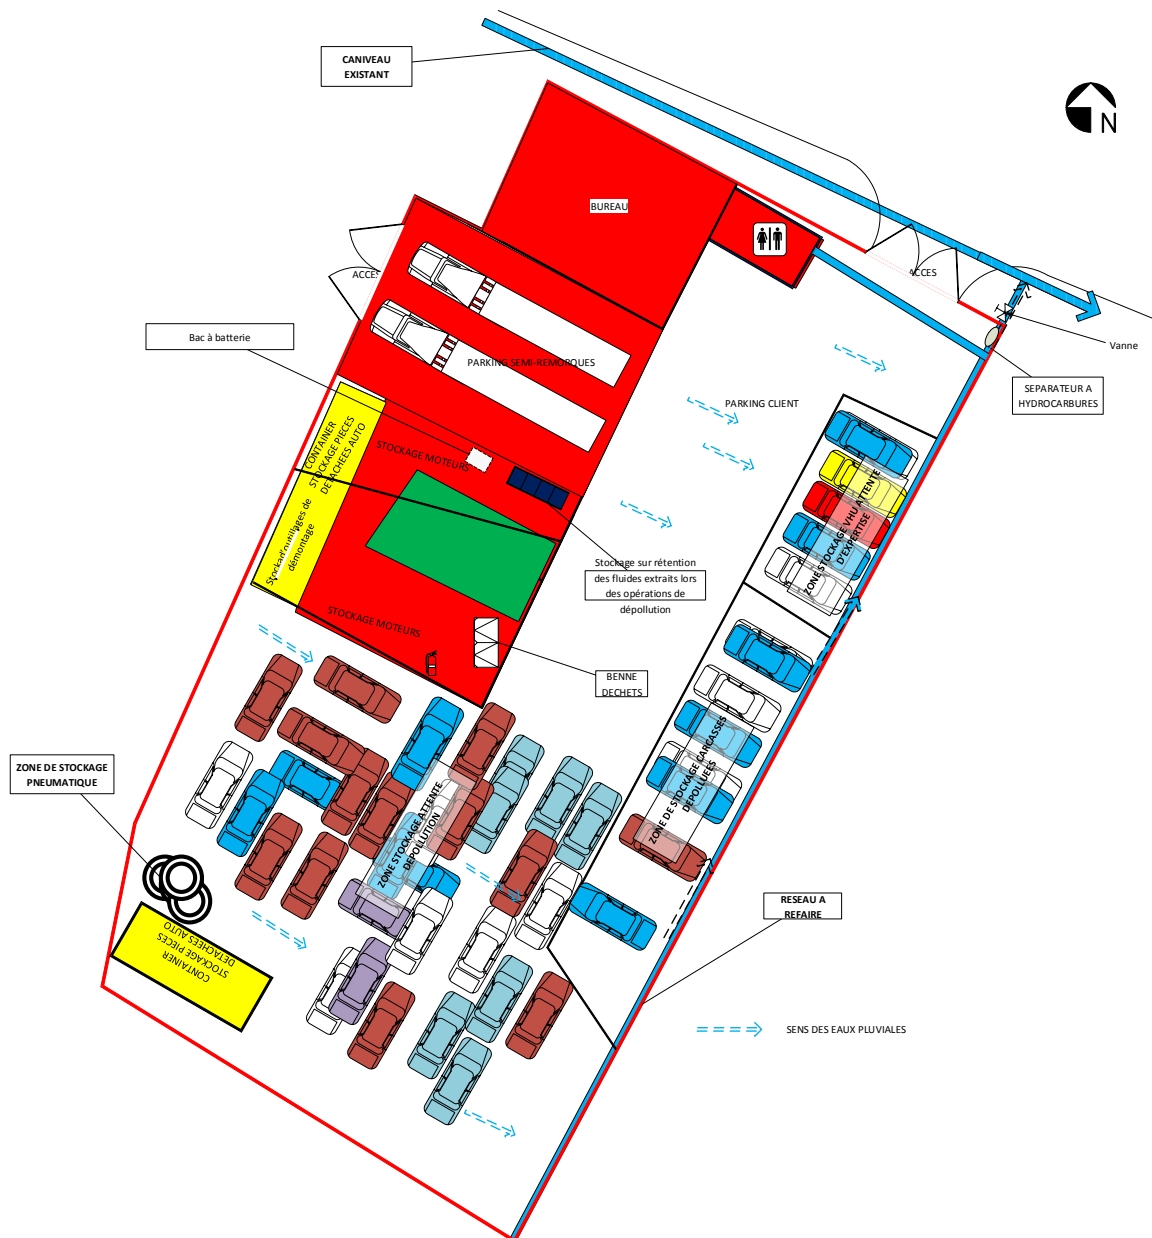 CANIVEAU
EXISTANT
N
BUREAU
ACCES
ACCES
Bac à batterie
PARKING SEMI-REMORQUES
Vanne
SEPARATEUR A
HYDROCARBURES
PARKING CLIENT
CONTAINER
STOCKAGE PIECES
DETACHEES AUTO
STOCKAGE MOTEURS
ZONE STOCKAGE VHU ATTENTE
D'EXPERTISE
démontage
Stockage sur rétention
des fluides extraits lors
des opérations de
dépollution
STOCKAGE MOTEURS
BENNE
DECHETS
ZONE DE STOCKAGE
PNEUMATIQUE
ZONE DE STOCKAGE CARCASSES
DEPOLLUEES
ZONE STOCKAGE ATTENTE
DEPOLLUTION
RESEAU A
REFAIRE
CONTAINER
STOCKAGE PIECES
DETACHEES AUTO
SENS DES EAUX PLUVIALES